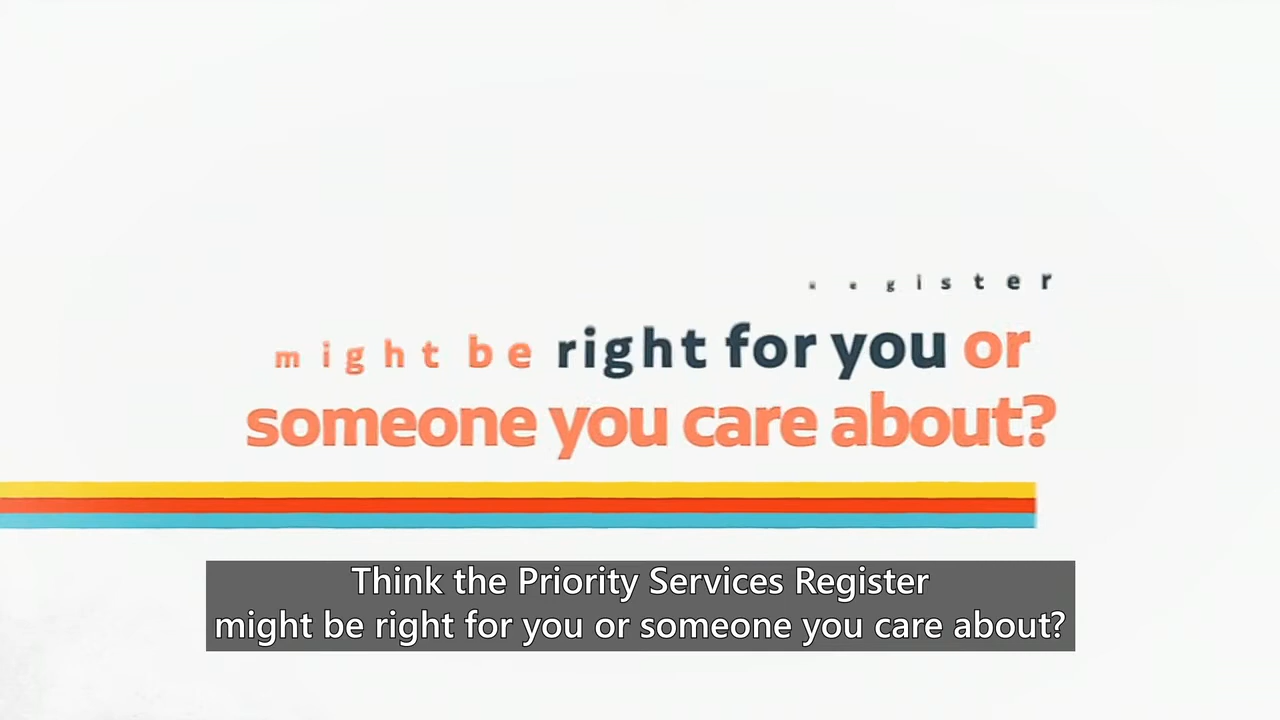 Register
might be right for you or
someone you care about?
Think the Priority Services Register
might be right for you or someone you care about?